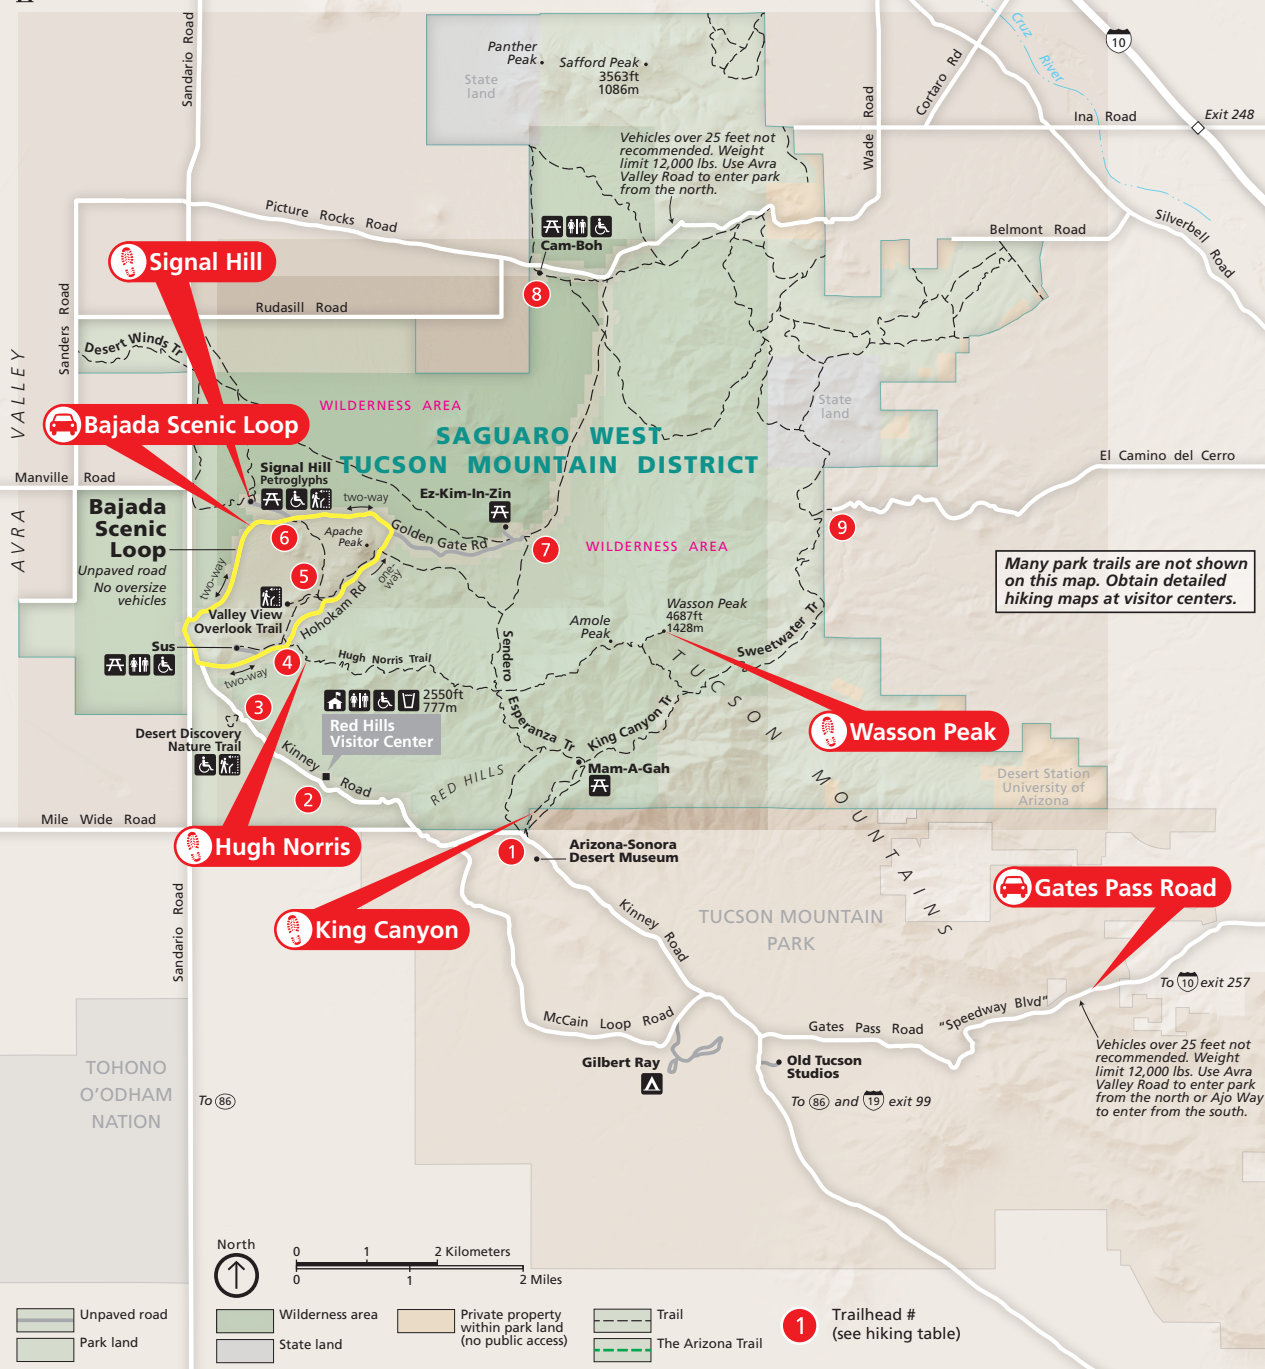 Sandario Road
Panther
Peak
Safford Peak
3563ft
1086m
State
land
Cruz
River
10
Cortaro Rd
Wade Road
Ina Road
Exit 248
Vehicles over 25 feet not
recommended. Weight
limit 12,000 lbs. Use Avra
Valley Road to enter park
from the north.
Picture Rocks Road
Cam-Boh
8
Belmont Road
Silverbell Road
Signal Hill
Sanders Road
Rudasill Road
Desert Winds Tr
AVRA VALLEY
WILDERNESS AREA
State
land
Bajada Scenic Loop
SAGUARO WEST
TUCSON MOUNTAIN DISTRICT
El Camino del Cerro
Manville Road
Signal Hill
Petroglyphs
two-way
Ez-Kim-In-Zin
Bajada
Scenic
Loop
Unpaved road
No oversize
vehicles
6
Apache
Peak
Golden Gate Rd
7
WILDERNESS AREA
9
Many park trails are not shown
on this map. Obtain detailed
hiking maps at visitor centers.
two-way
5
one-way
Valley View
Overlook Trail
Hohokam Rd
Wasson Peak
4687ft
1428m
Amole
Peak
Sweetwater Tr
Sus
4
Hugh Norris Trail
Sendero
Esperanza Tr
two-way
2550ft
777m
3
Red Hills
Visitor Center
King Canyon Tr
TUCSON MOUNTAINS
Wasson Peak
Desert Discovery
Nature Trail
Kinney Road
RED HILLS
Mam-A-Gah
Desert Station
University of
Arizona
2
Mile Wide Road
Hugh Norris
1
Arizona-Sonora
Desert Museum
Gates Pass Road
Sandario Road
King Canyon
Kinney Road
TUCSON MOUNTAIN
PARK
To 10 exit 257
McCain Loop Road
Gates Pass Road "Speedway Blvd"
Gilbert Ray
Old Tucson
Studios
Vehicles over 25 feet not
recommended. Weight
limit 12,000 lbs. Use Avra
Valley Road to enter park
from the north or Ajo Way
to enter from the south.
TOHONO
O'ODHAM
NATION
To 86
To 86 and 19 exit 99
North
0 1 2 Kilometers
0 1 2 Miles
Unpaved road
Park land
Wilderness area
State land
Private property
within park land
(no public access)
Trail
The Arizona Trail
1
Trailhead #
(see hiking table)